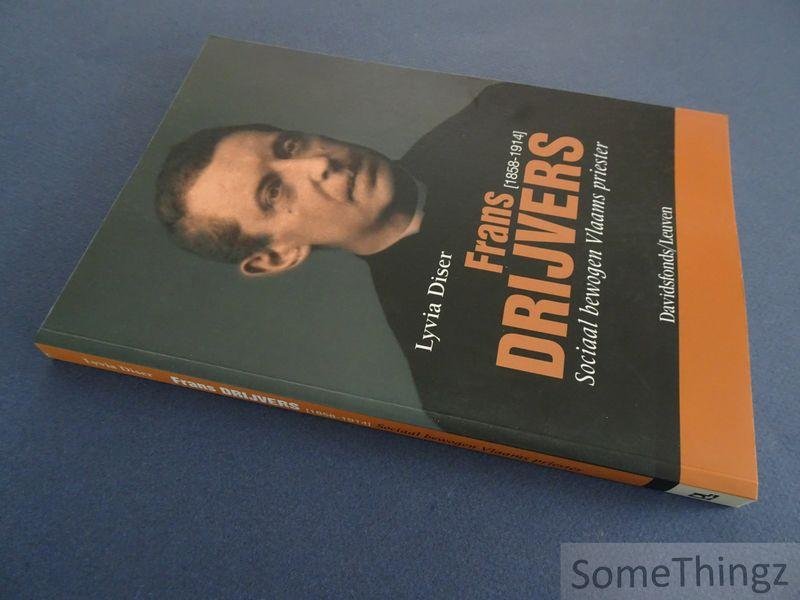 Lyvia Diser
Frans [1858-1914]
DRIJVERS
Sociaal bewogen Vlaams priester
Davidsfonds/Leuven
Lyvia Diser Frans DRIJVERS [1858-1914] Sociaal bewogen Vlaams priester
SomeThingz